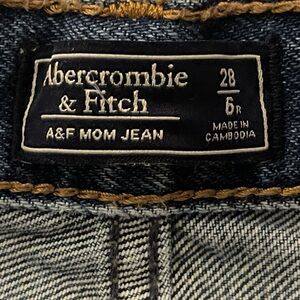 Abercrombie
& Fitch
A&F MOM JEAN
28
6R
MADE IN
CAMBODIA